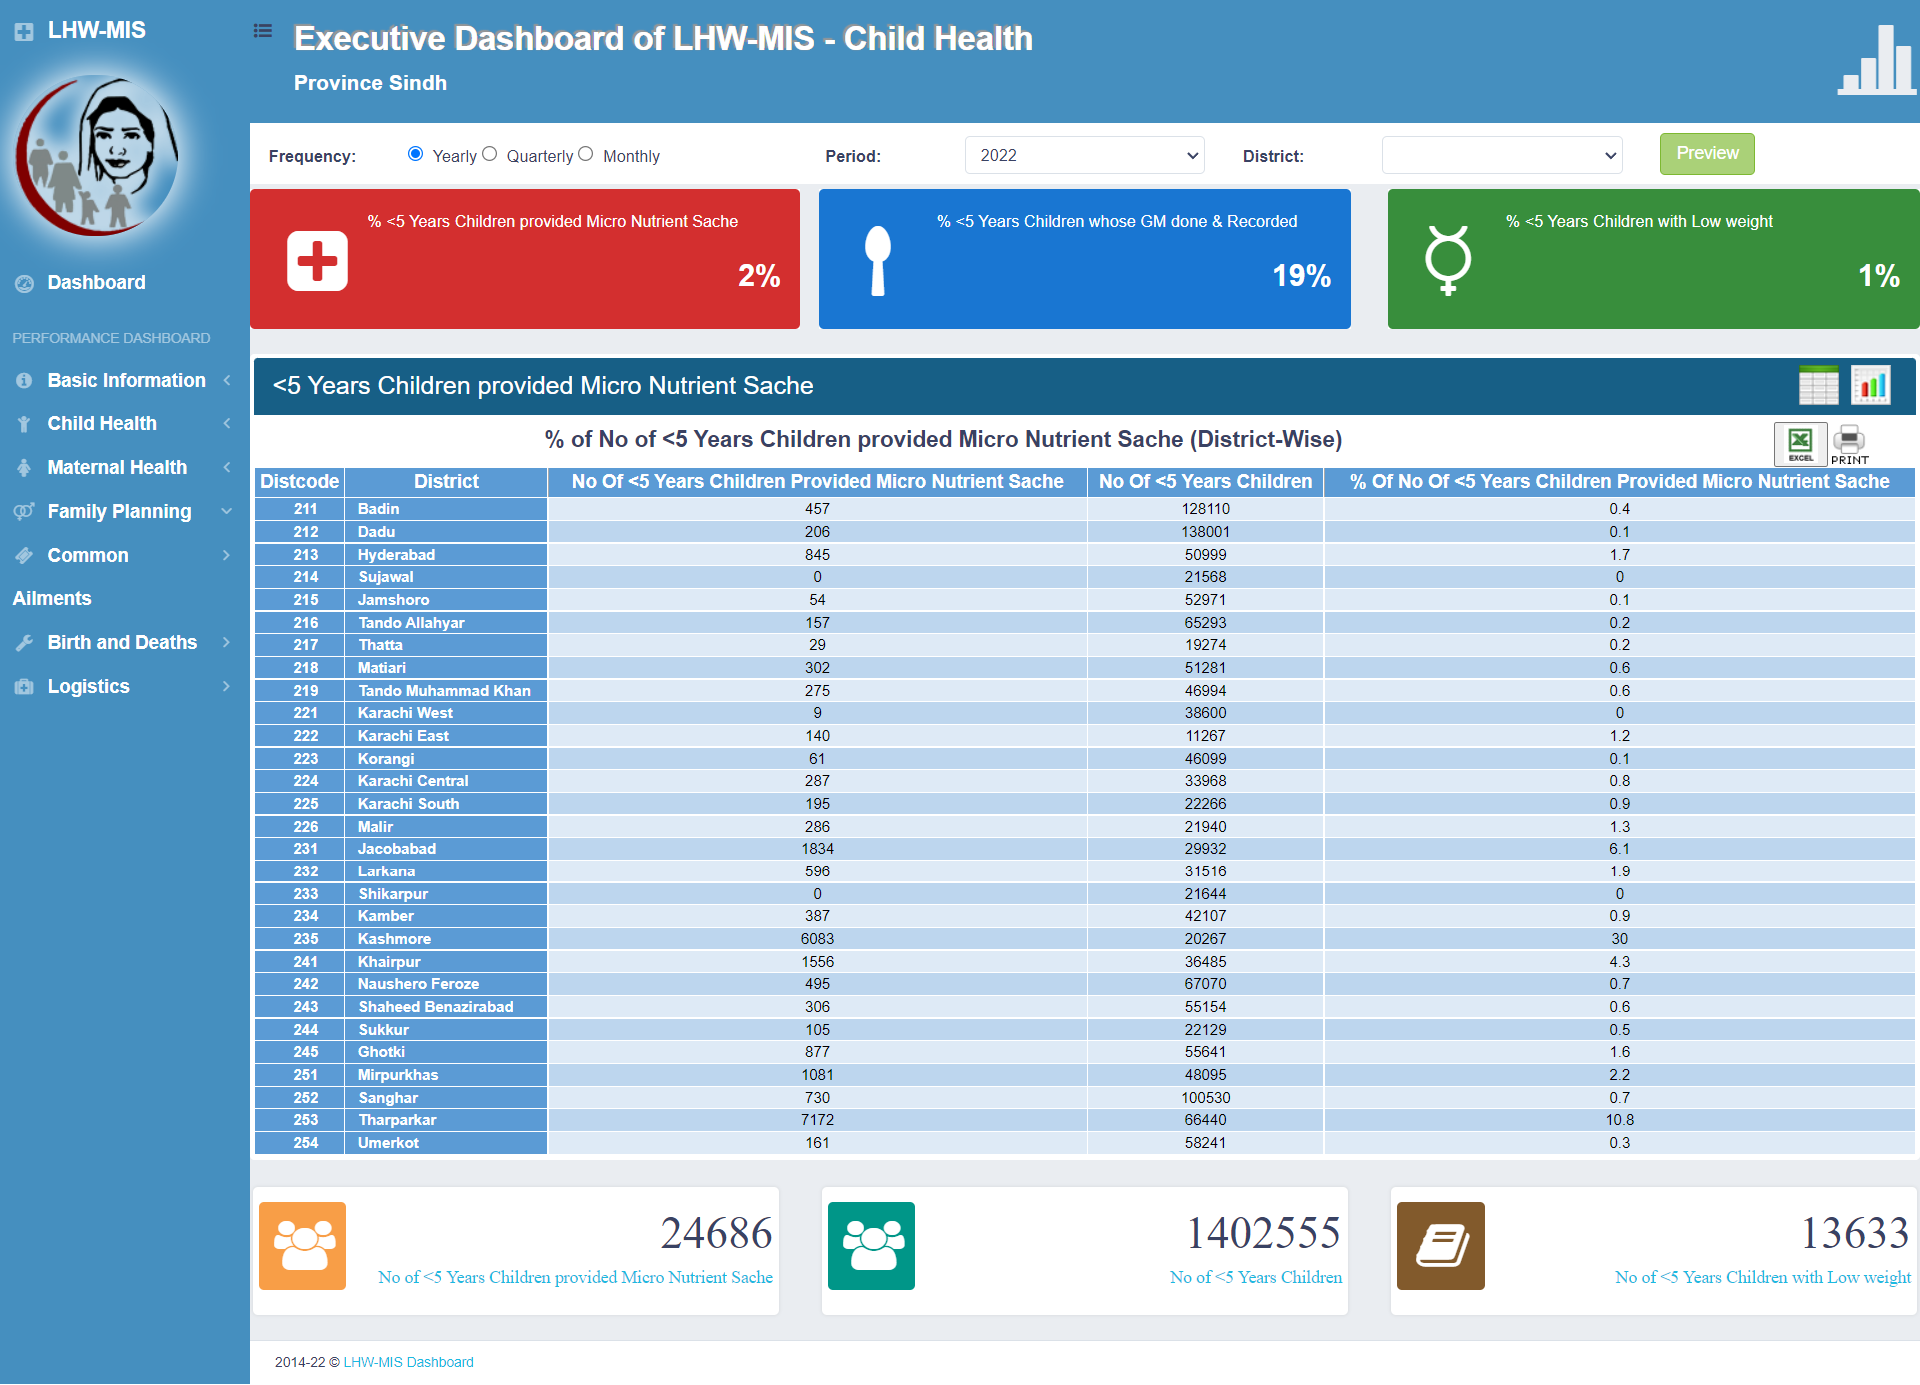 LHW-MIS
Executive Dashboard of LHW-MIS - Child Health
Province Sindh
Dashboard
PERFORMANCE DASHBOARD
Basic Information
Child Health
Maternal Health
Family Planning
Common
Ailments
Birth and Deaths
Logistics
Frequency: Yearly Quarterly Monthly Period: 2022 District: Preview
% <5 Years Children provided Micro Nutrient Sache
2%
% <5 Years Children whose GM done & Recorded
19%
% <5 Years Children with Low weight
1%
<5 Years Children provided Micro Nutrient Sache
% of No of <5 Years Children provided Micro Nutrient Sache (District-Wise)
EXCEL PRINT
Distcode District No Of <5 Years Children Provided Micro Nutrient Sache No Of <5 Years Children % Of No Of <5 Years Children Provided Micro Nutrient Sache
211 Badin 457 128110 0.4
212 Dadu 206 138001 0.1
213 Hyderabad 845 50999 1.7
214 Sujawal 0 21568 0
215 Jamshoro 54 52971 0.1
216 Tando Allahyar 157 65293 0.2
217 Thatta 29 19274 0.2
218 Matiari 302 51281 0.6
219 Tando Muhammad Khan 275 46994 0.6
221 Karachi West 9 38600 0
222 Karachi East 140 11267 1.2
223 Korangi 61 46099 0.1
224 Karachi Central 287 33968 0.8
225 Karachi South 195 22266 0.9
226 Malir 286 21940 1.3
231 Jacobabad 1834 29932 6.1
232 Larkana 596 31516 1.9
233 Shikarpur 0 21644 0
234 Kamber 387 42107 0.9
235 Kashmore 6083 20267 30
241 Khairpur 1556 36485 4.3
242 Naushero Feroze 495 67070 0.7
243 Shaheed Benazirabad 306 55154 0.6
244 Sukkur 105 22129 0.5
245 Ghotki 877 55641 1.6
251 Mirpurkhas 1081 48095 2.2
252 Sanghar 730 100530 0.7
253 Tharparkar 7172 66440 10.8
254 Umerkot 161 58241 0.3
24686
No of <5 Years Children provided Micro Nutrient Sache
1402555
No of <5 Years Children
13633
No of <5 Years Children with Low weight
2014-22 © LHW-MIS Dashboard